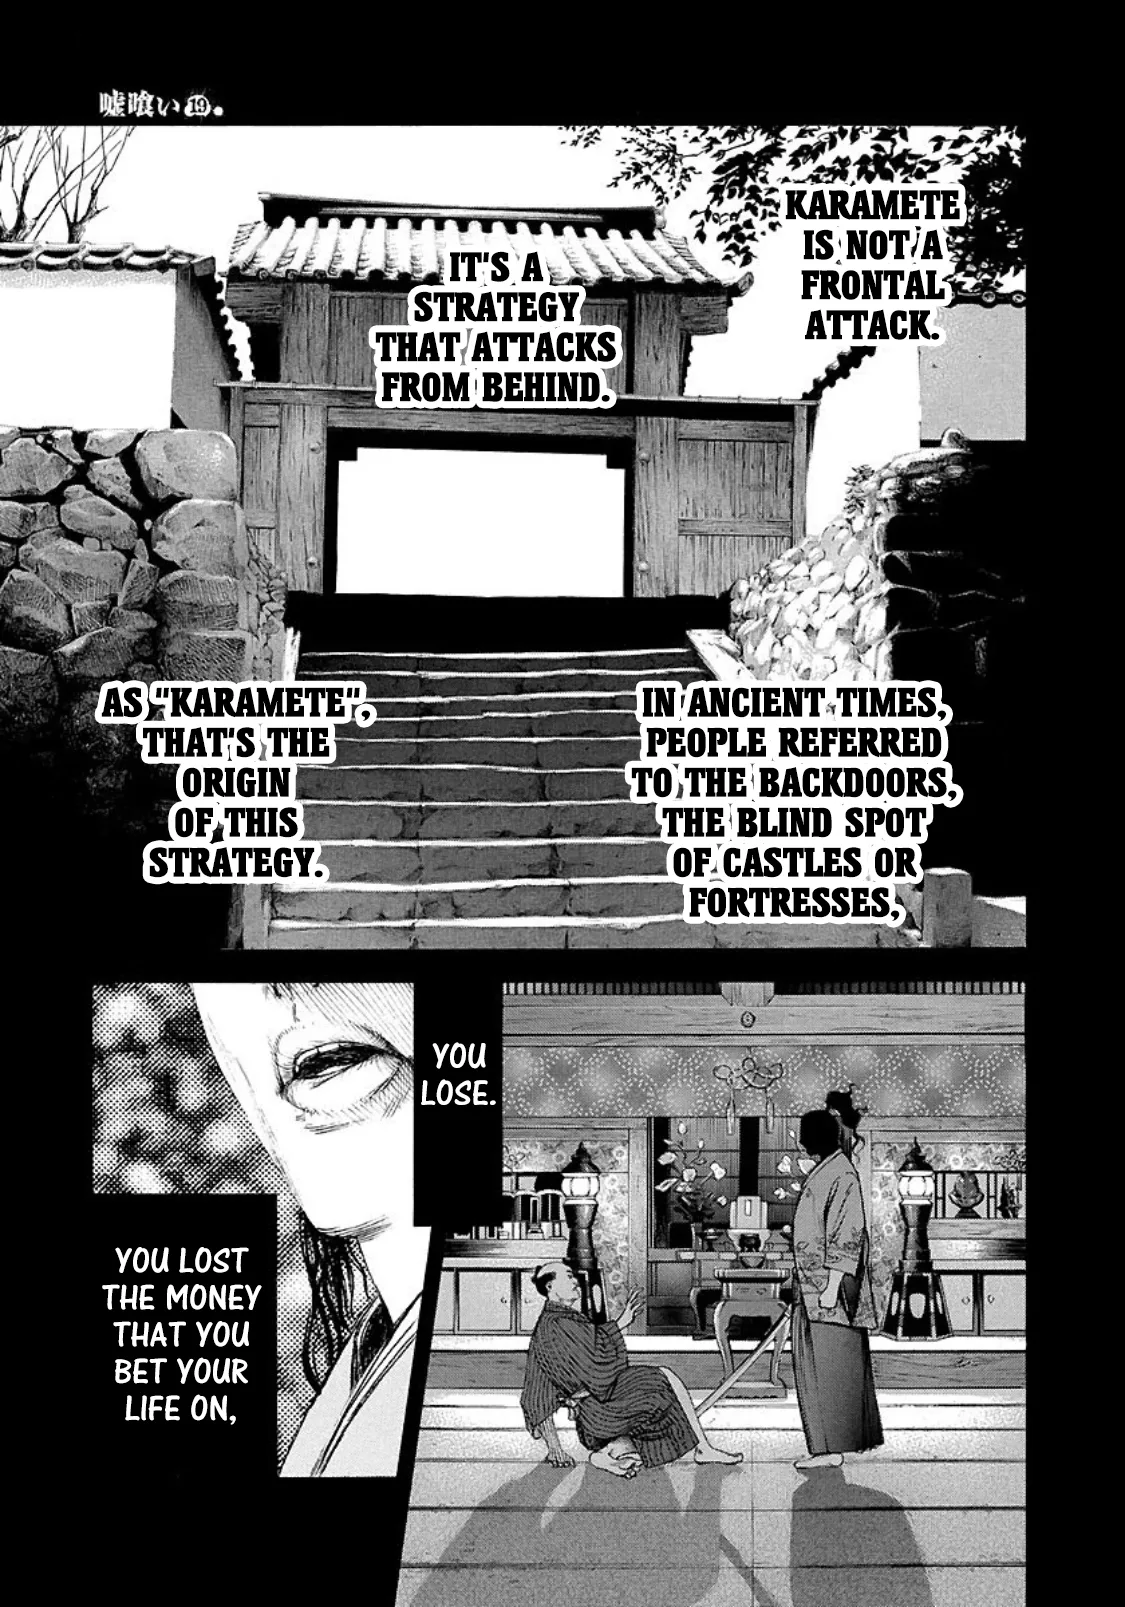 嘘喰い⑲.
KARAMETE
IS NOT A
FRONTAL
ATTACK.
IT'S A
STRATEGY
THAT ATTACKS
FROM BEHIND.
IN ANCIENT TIMES,
PEOPLE REFERRED
TO THE BACKDOORS,
THE BLIND SPOT
OF CASTLES OR
FORTRESSES,
AS "KARAMETE",
THAT'S THE
ORIGIN
OF THIS
STRATEGY.
YOU
LOSE.
YOU LOST
THE MONEY
THAT YOU
BET YOUR
LIFE ON,